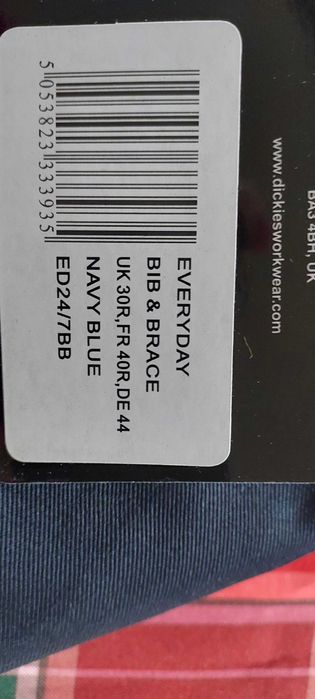 BA3 4BH, UK
www.dickiesworkwear.com
EVERYDAY
BIB & BRACE
UK 30R,FR 40R,DE 44
NAVY BLUE
ED24/7BB
5 053823 333935